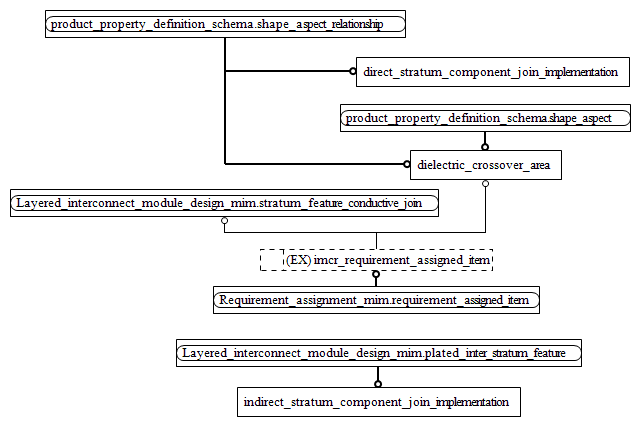 product_property_definition_schema.shape_aspect_relationship
direct_stratum_component_join_implementation
product_property_definition_schema.shape_aspect
dielectric_crossover_area
Layered_interconnect_module_design_mim.stratum_feature_conductive_join
(EX) imcr_requirement_assigned_item
Requirement_assignment_mim.requirement_assigned_item
Layered_interconnect_module_design_mim.plated_inter_stratum_feature
indirect_stratum_component_join_implementation